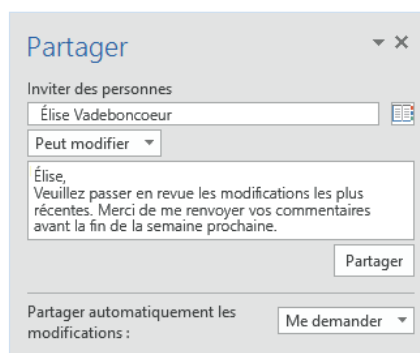 Partager
Inviter des personnes
Élise Vadeboncoeur
Peut modifier
Élise,
Veuillez passer en revue les modifications les plus
récentes. Merci de me renvoyer vos commentaires
avant la fin de la semaine prochaine.
Partager
Partager automatiquement les
modifications :
Me demander